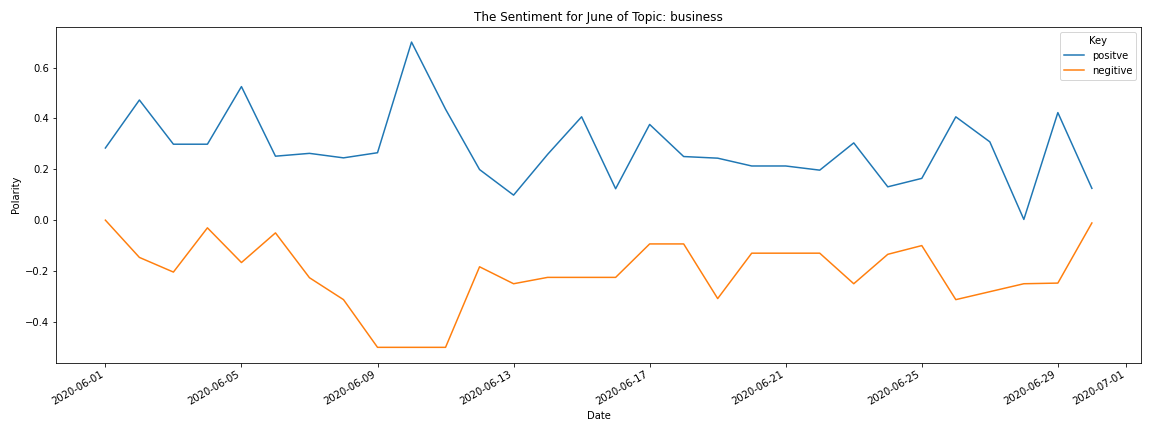 The Sentiment for June of Topic: business
Key
positve
negitive
Polarity
0.6
0.4
0.2
0.0
−0.2
−0.4
2020-06-01
2020-06-05
2020-06-09
2020-06-13
2020-06-17
2020-06-21
2020-06-25
2020-06-29
2020-07-01
Date